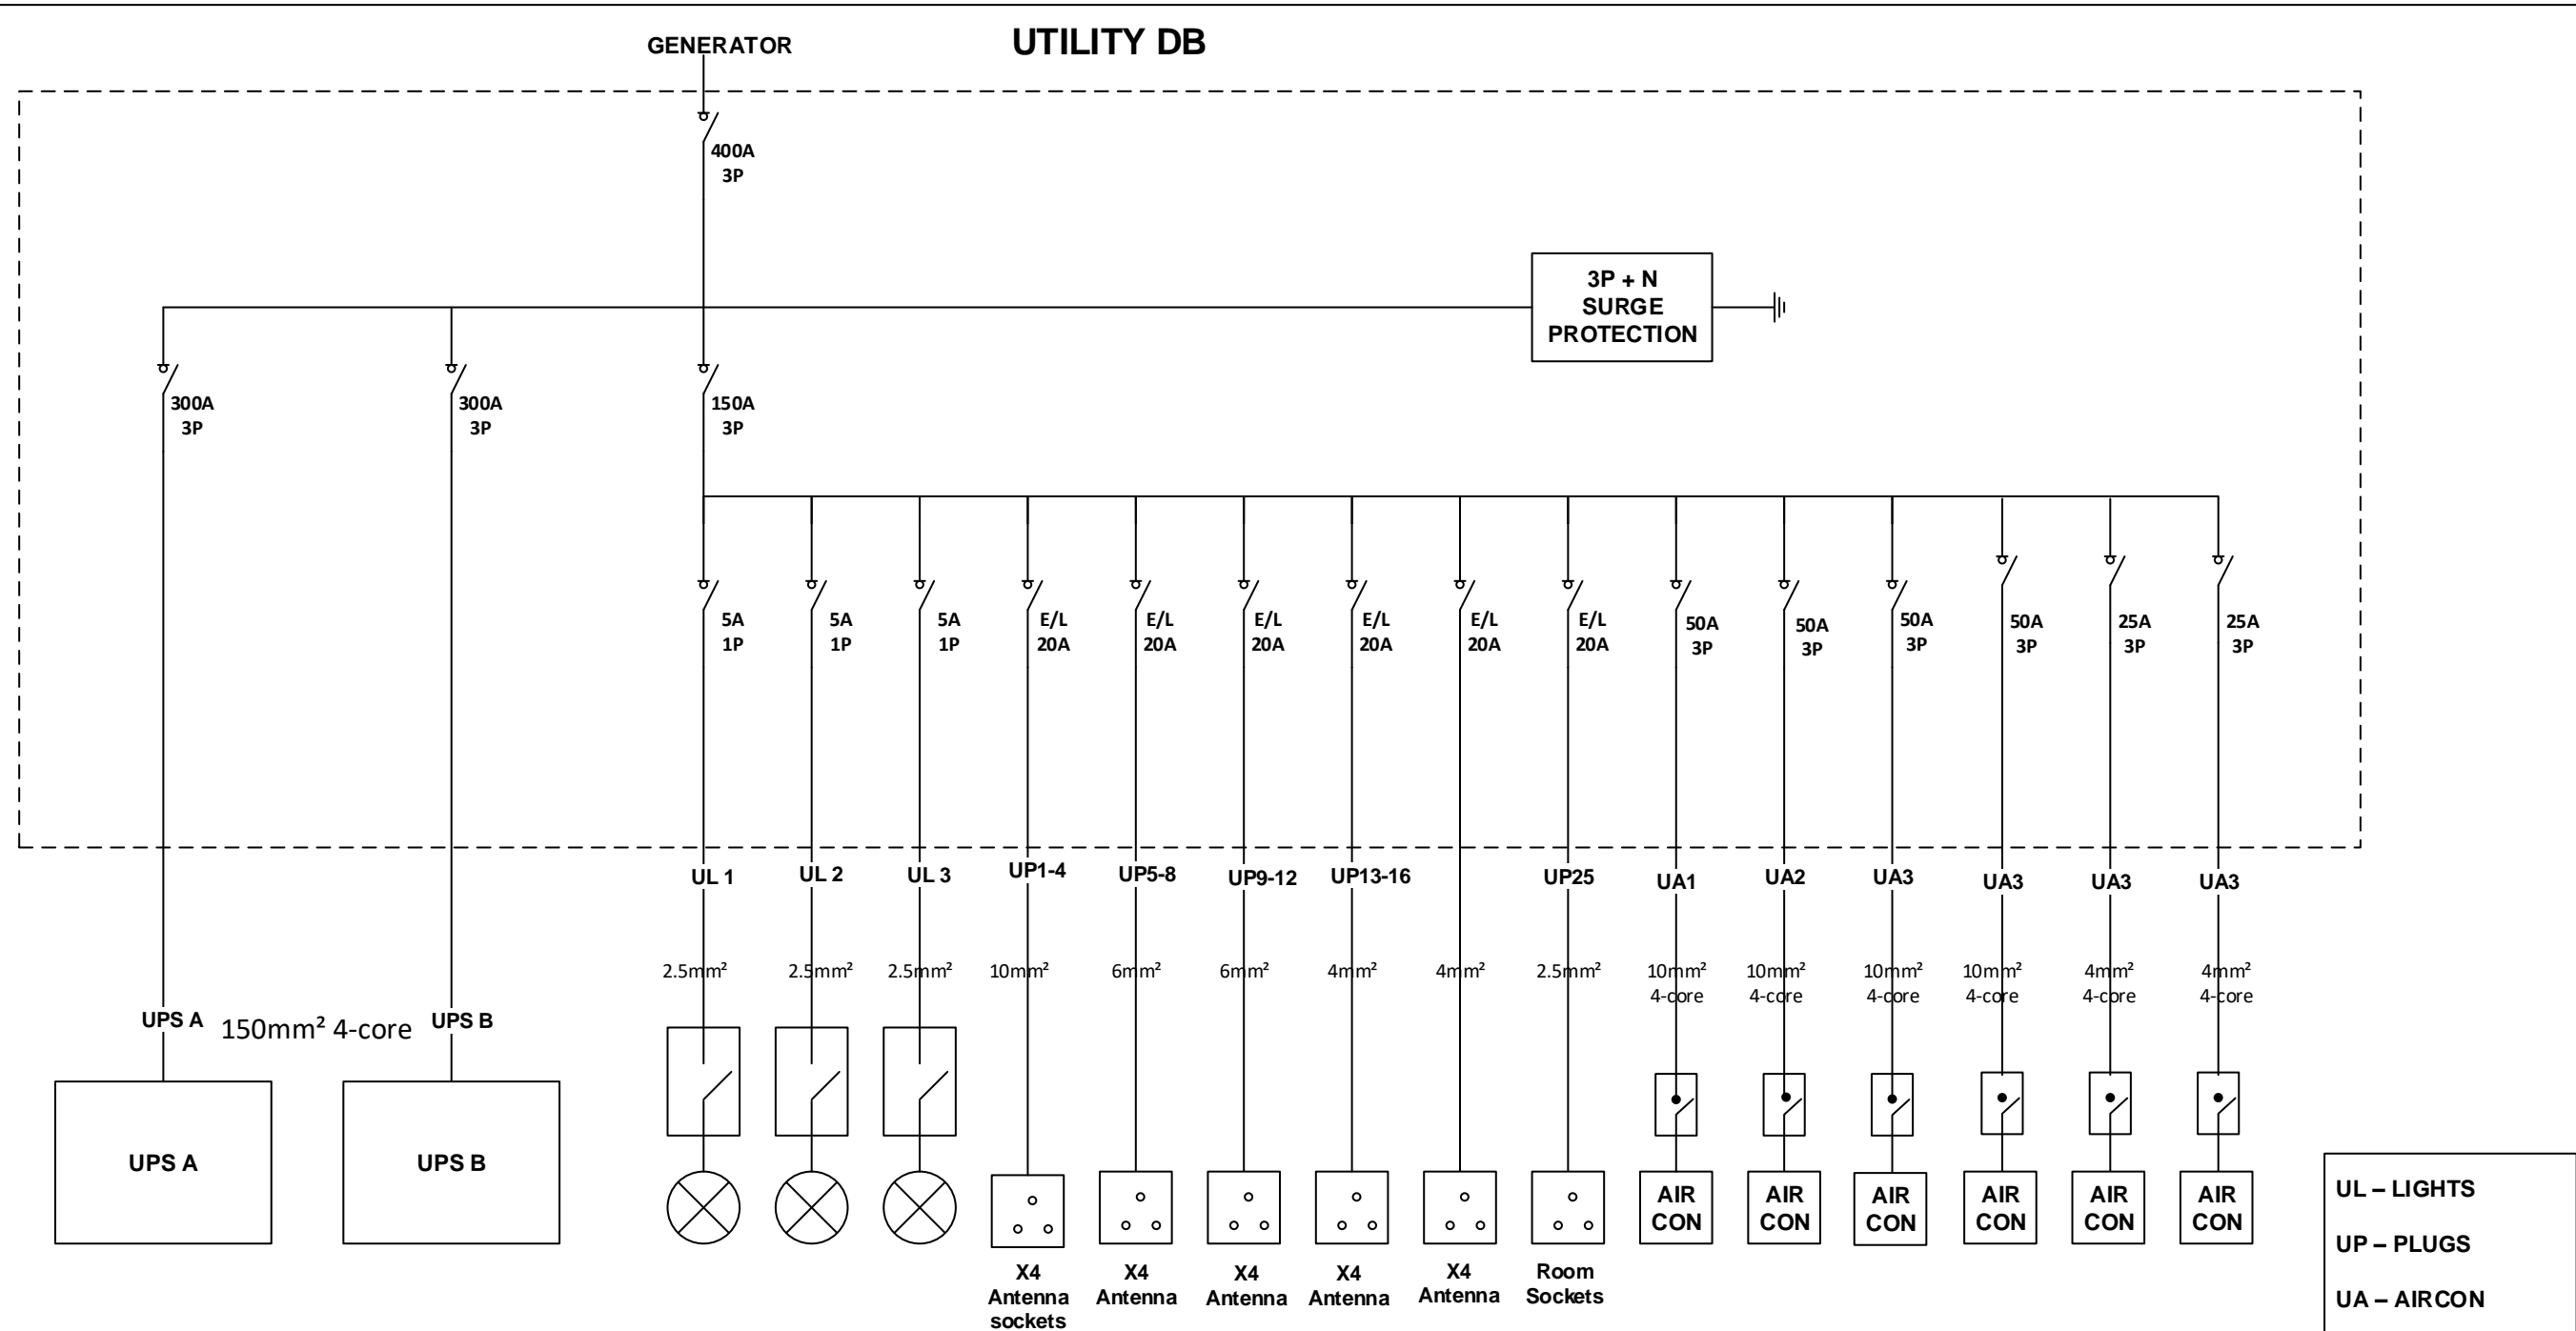 GENERATOR
UTILITY DB
400A
3P
3P + N
SURGE
PROTECTION
300A
3P
300A
3P
150A
3P
5A
1P
5A
1P
5A
1P
E/L
20A
E/L
20A
E/L
20A
E/L
20A
E/L
20A
E/L
20A
50A
3P
50A
3P
50A
3P
50A
3P
25A
3P
25A
3P
UL 1
UL 2
UL 3
UP1-4
UP5-8
UP9-12
UP13-16
UP25
UA1
UA2
UA3
UA3
UA3
UA3
2.5mm²
2.5mm²
2.5mm²
10mm²
6mm²
6mm²
4mm²
4mm²
2.5mm²
10mm²
4-core
10mm²
4-core
10mm²
4-core
10mm²
4-core
4mm²
4-core
4mm²
4-core
UPS A
150mm² 4-core
UPS B
UPS A
UPS B
AIR
CON
AIR
CON
AIR
CON
AIR
CON
AIR
CON
AIR
CON
X4
Antenna
sockets
X4
Antenna
X4
Antenna
X4
Antenna
X4
Antenna
Room
Sockets
UL – LIGHTS
UP – PLUGS
UA – AIRCON